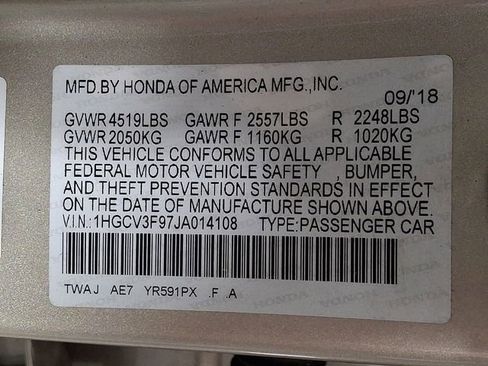 MFD.BY HONDA OF AMERICA MFG.,INC.
09/'18
GVWR 4519LBS GAWR F 2557LBS R 2248LBS
GVWR 2050KG GAWR F 1160KG R 1020KG
THIS VEHICLE CONFORMS TO ALL APPLICABLE
FEDERAL MOTOR VEHICLE SAFETY , BUMPER,
AND THEFT PREVENTION STANDARDS IN EFFECT
ON THE DATE OF MANUFACTURE SHOWN ABOVE.
V.I.N.: 1HGCV3F97JA014108 TYPE:PASSENGER CAR
TWAJ AE7 YR591PX .F .A